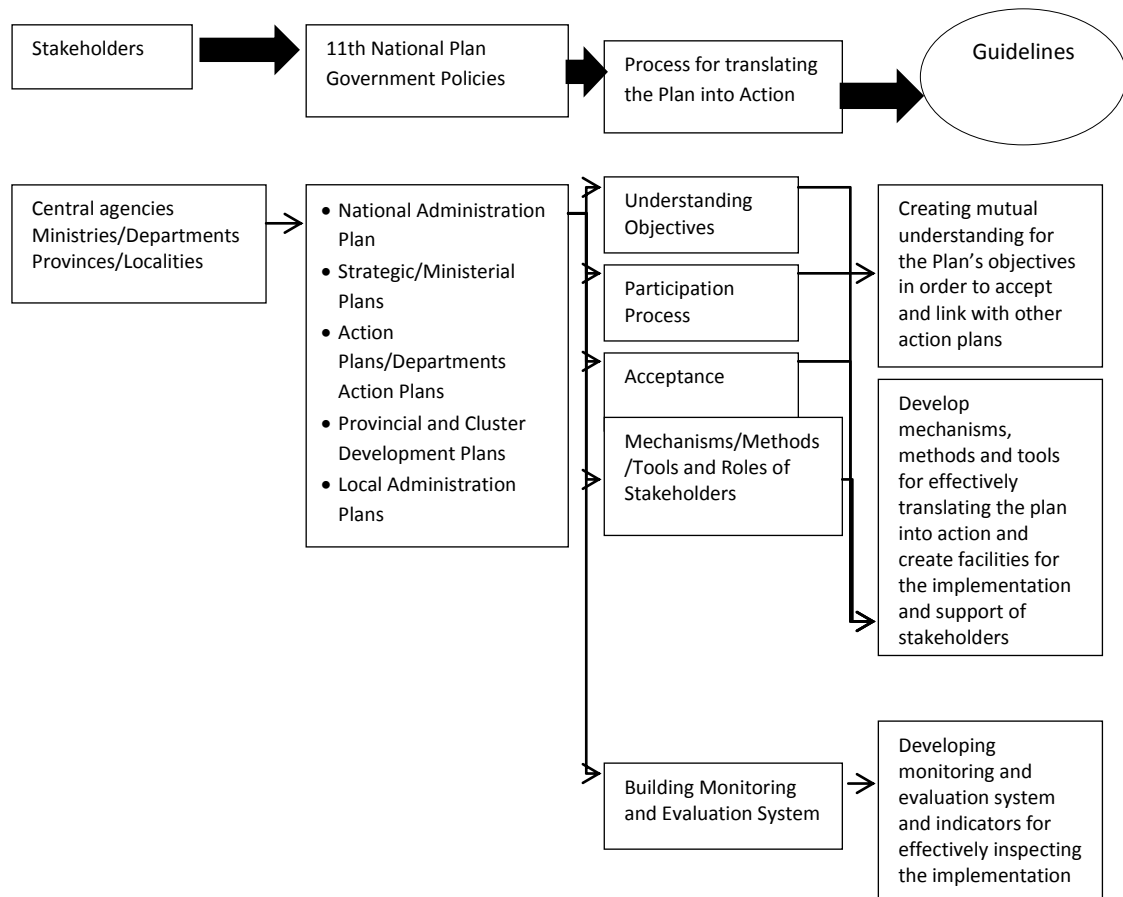 Stakeholders
11th National Plan
Government Policies
Process for translating
the Plan into Action
Guidelines
Central agencies
Ministries/Departments
Provinces/Localities
• National Administration
Plan
• Strategic/Ministerial
Plans
• Action
Plans/Departments
Action Plans
• Provincial and Cluster
Development Plans
• Local Administration
Plans
Understanding
Objectives
Participation
Process
Acceptance
Mechanisms/Methods
/Tools and Roles of
Stakeholders
Building Monitoring
and Evaluation System
Creating mutual
understanding for
the Plan’s objectives
in order to accept
and link with other
action plans
Develop
mechanisms,
methods and tools
for effectively
translating the plan
into action and
create facilities for
the implementation
and support of
stakeholders
Developing
monitoring and
evaluation system
and indicators for
effectively inspecting
the implementation